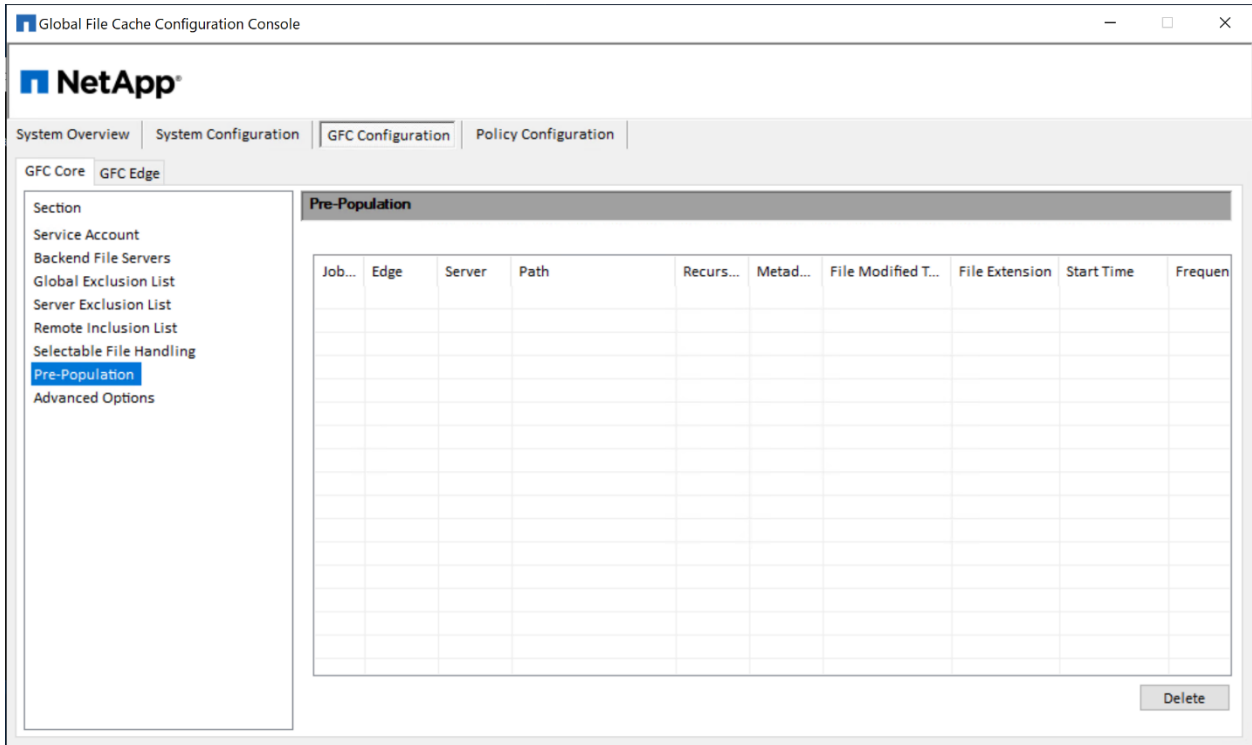 Global File Cache Configuration Console
NetApp®
System Overview System Configuration GFC Configuration Policy Configuration
GFC Core GFC Edge
Section
Service Account
Backend File Servers
Global Exclusion List
Server Exclusion List
Remote Inclusion List
Selectable File Handling
Pre-Population
Advanced Options
Pre-Population
Job... Edge Server Path Recurs... Metad... File Modified T... File Extension Start Time Frequen
Delete